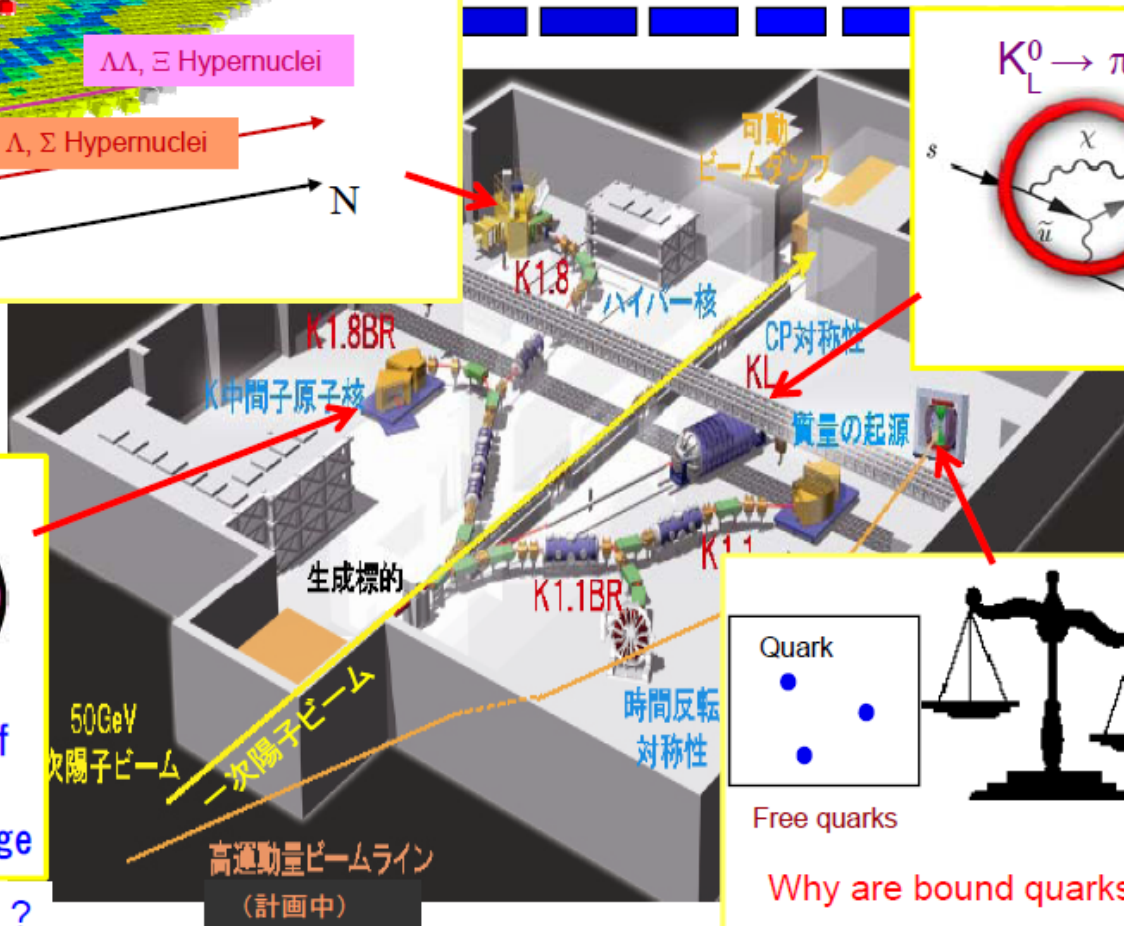 ΛΛ, Ξ Hypernuclei
Λ, Σ Hypernuclei
N
K⁰_L → π
s
χ
ũ
可動
ビームダンプ
K1.8
ハイパー核
K1.8BR
K中間子原子核
CP対称性
KL
質量の起源
生成標的
K1.1
K1.1BR
時間反転
対称性
50GeV
次陽子ビーム
一次陽子ビーム
高運動量ビームライン
(計画中)
f
ge
?
Quark
Free quarks
Why are bound quarks